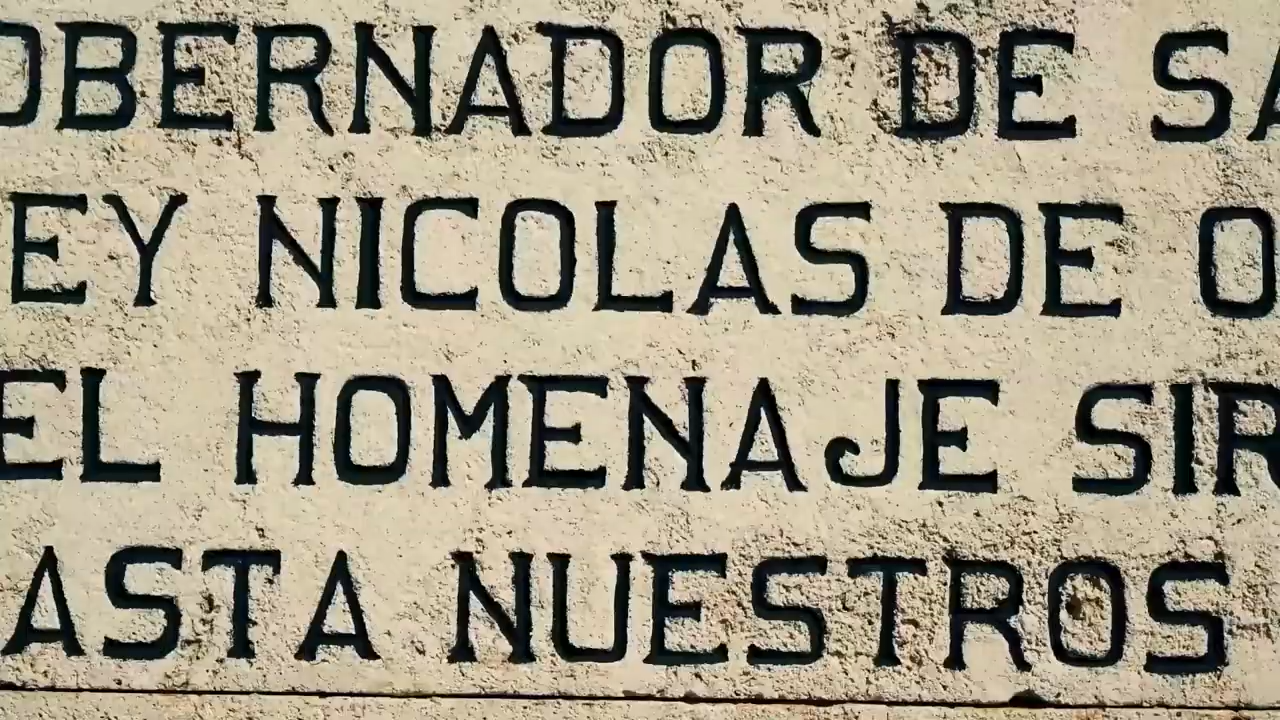 OBERNADOR DE SA
EY NICOLAS DE O
EL HOMENAJE SIR
ASTA NUESTROS